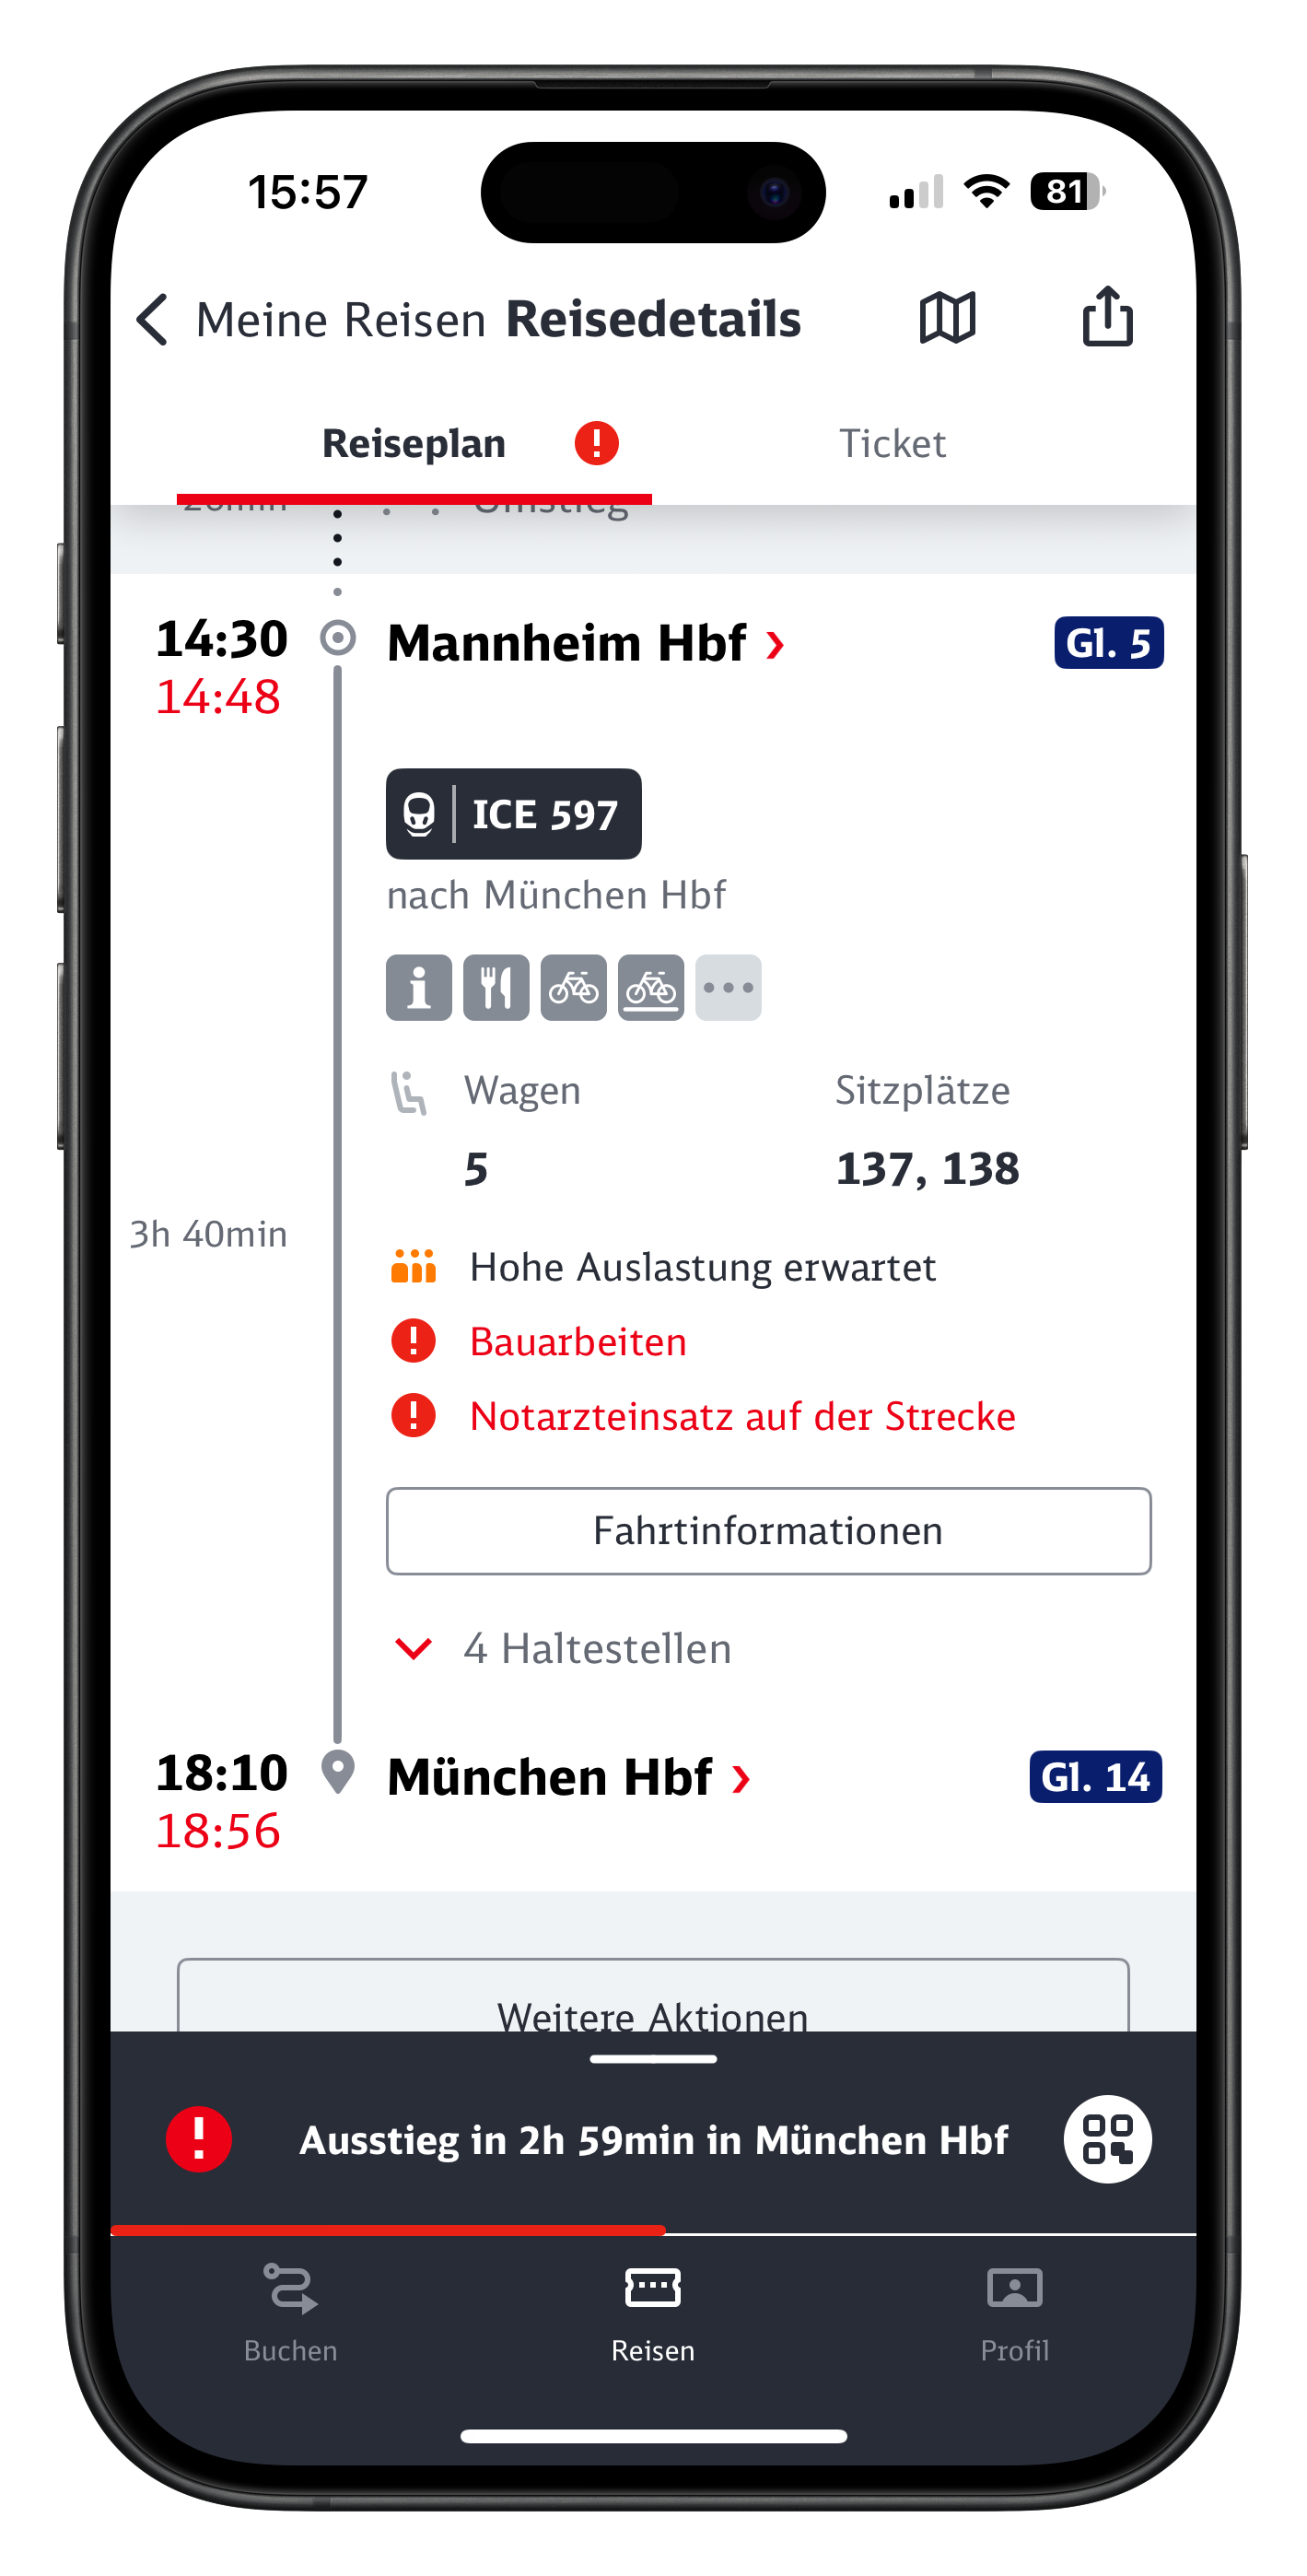 15:57
81
Meine Reisen Reisedetails
Reiseplan
Ticket
Umstieg
14:30
Mannheim Hbf
Gl. 5
14:48
ICE 597
nach München Hbf
Wagen
Sitzplätze
5
137, 138
3h 40min
Hohe Auslastung erwartet
Bauarbeiten
Notarzteinsatz auf der Strecke
Fahrtinformationen
4 Haltestellen
18:10
München Hbf
Gl. 14
18:56
Weitere Aktionen
Ausstieg in 2h 59min in München Hbf
Buchen
Reisen
Profil